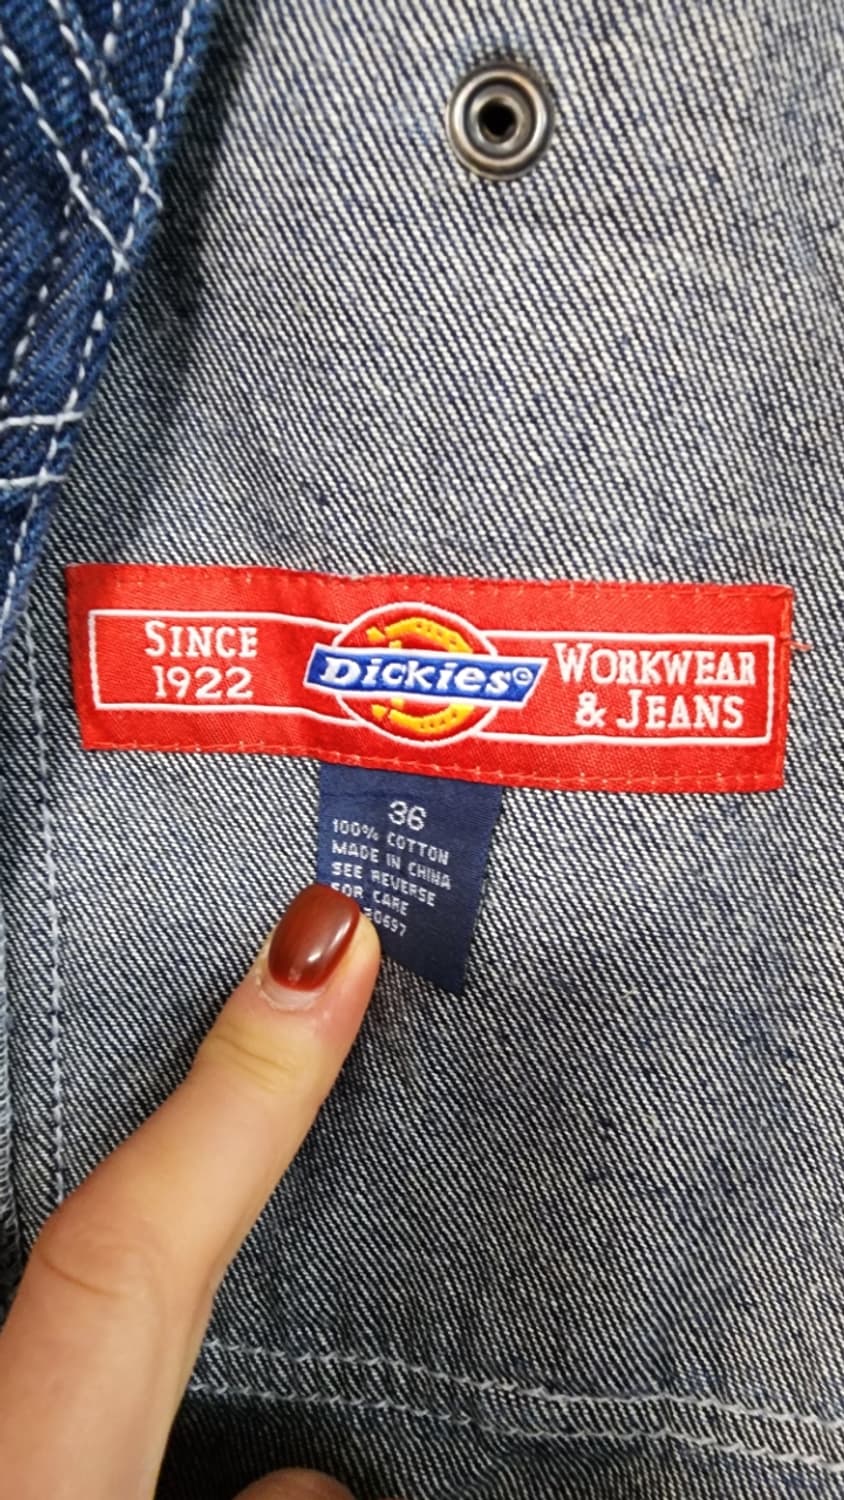 SINCE
1922
Dickies
WORKWEAR
& JEANS
36
100% COTTON
MADE IN CHINA
SEE REVERSE
FOR CARE